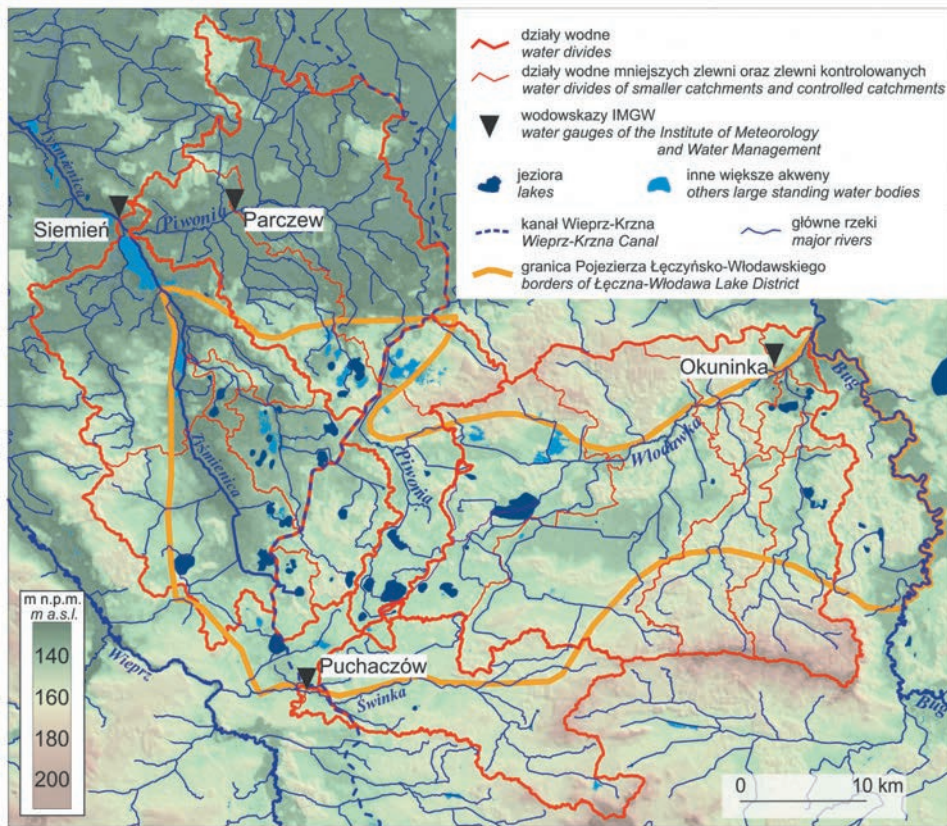 działy wodne
water divides
działy wodne mniejszych zlewni oraz zlewni kontrolowanych
water divides of smaller catchments and controlled catchments
wodowskazy IMGW
water gauges of the Institute of Meteorology
and Water Management
jeziora
lakes
inne większe akweny
others large standing water bodies
kanał Wieprz-Krzna
Wieprz-Krzna Canal
główne rzeki
major rivers
granica Pojezierza Łęczyńsko-Włodawskiego
borders of Łęczna-Włodawa Lake District
Tyśmienica
Siemień
Piwonia
Parczew
Okuninka
Bug
Włodawka
Piwonia
Tyśmienica
m n.p.m.
m a.s.l.
140
160
180
200
Wieprz
Puchaczów
Świnka
Bug
0 10 km